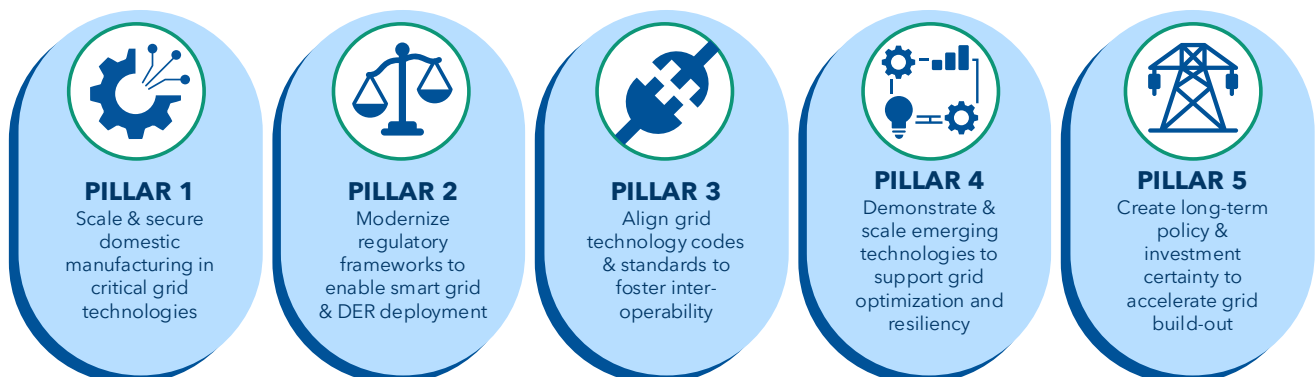 PILLAR 1
Scale & secure
domestic
manufacturing in
critical grid
technologies
PILLAR 2
Modernize
regulatory
frameworks to
enable smart grid
& DER deployment
PILLAR 3
Align grid
technology codes
& standards to
foster inter-
operability
PILLAR 4
Demonstrate &
scale emerging
technologies to
support grid
optimization and
resiliency
PILLAR 5
Create long-term
policy &
investment
certainty to
accelerate grid
build-out